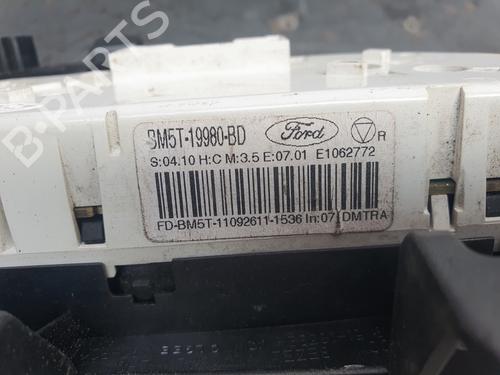 B-PARTS
BM5T-19980-BD Ford R
S:04.10 H:C M:3.5 E:07.01 E1062772
FD-BM5T-11092611-1536 In:07 DMTRA